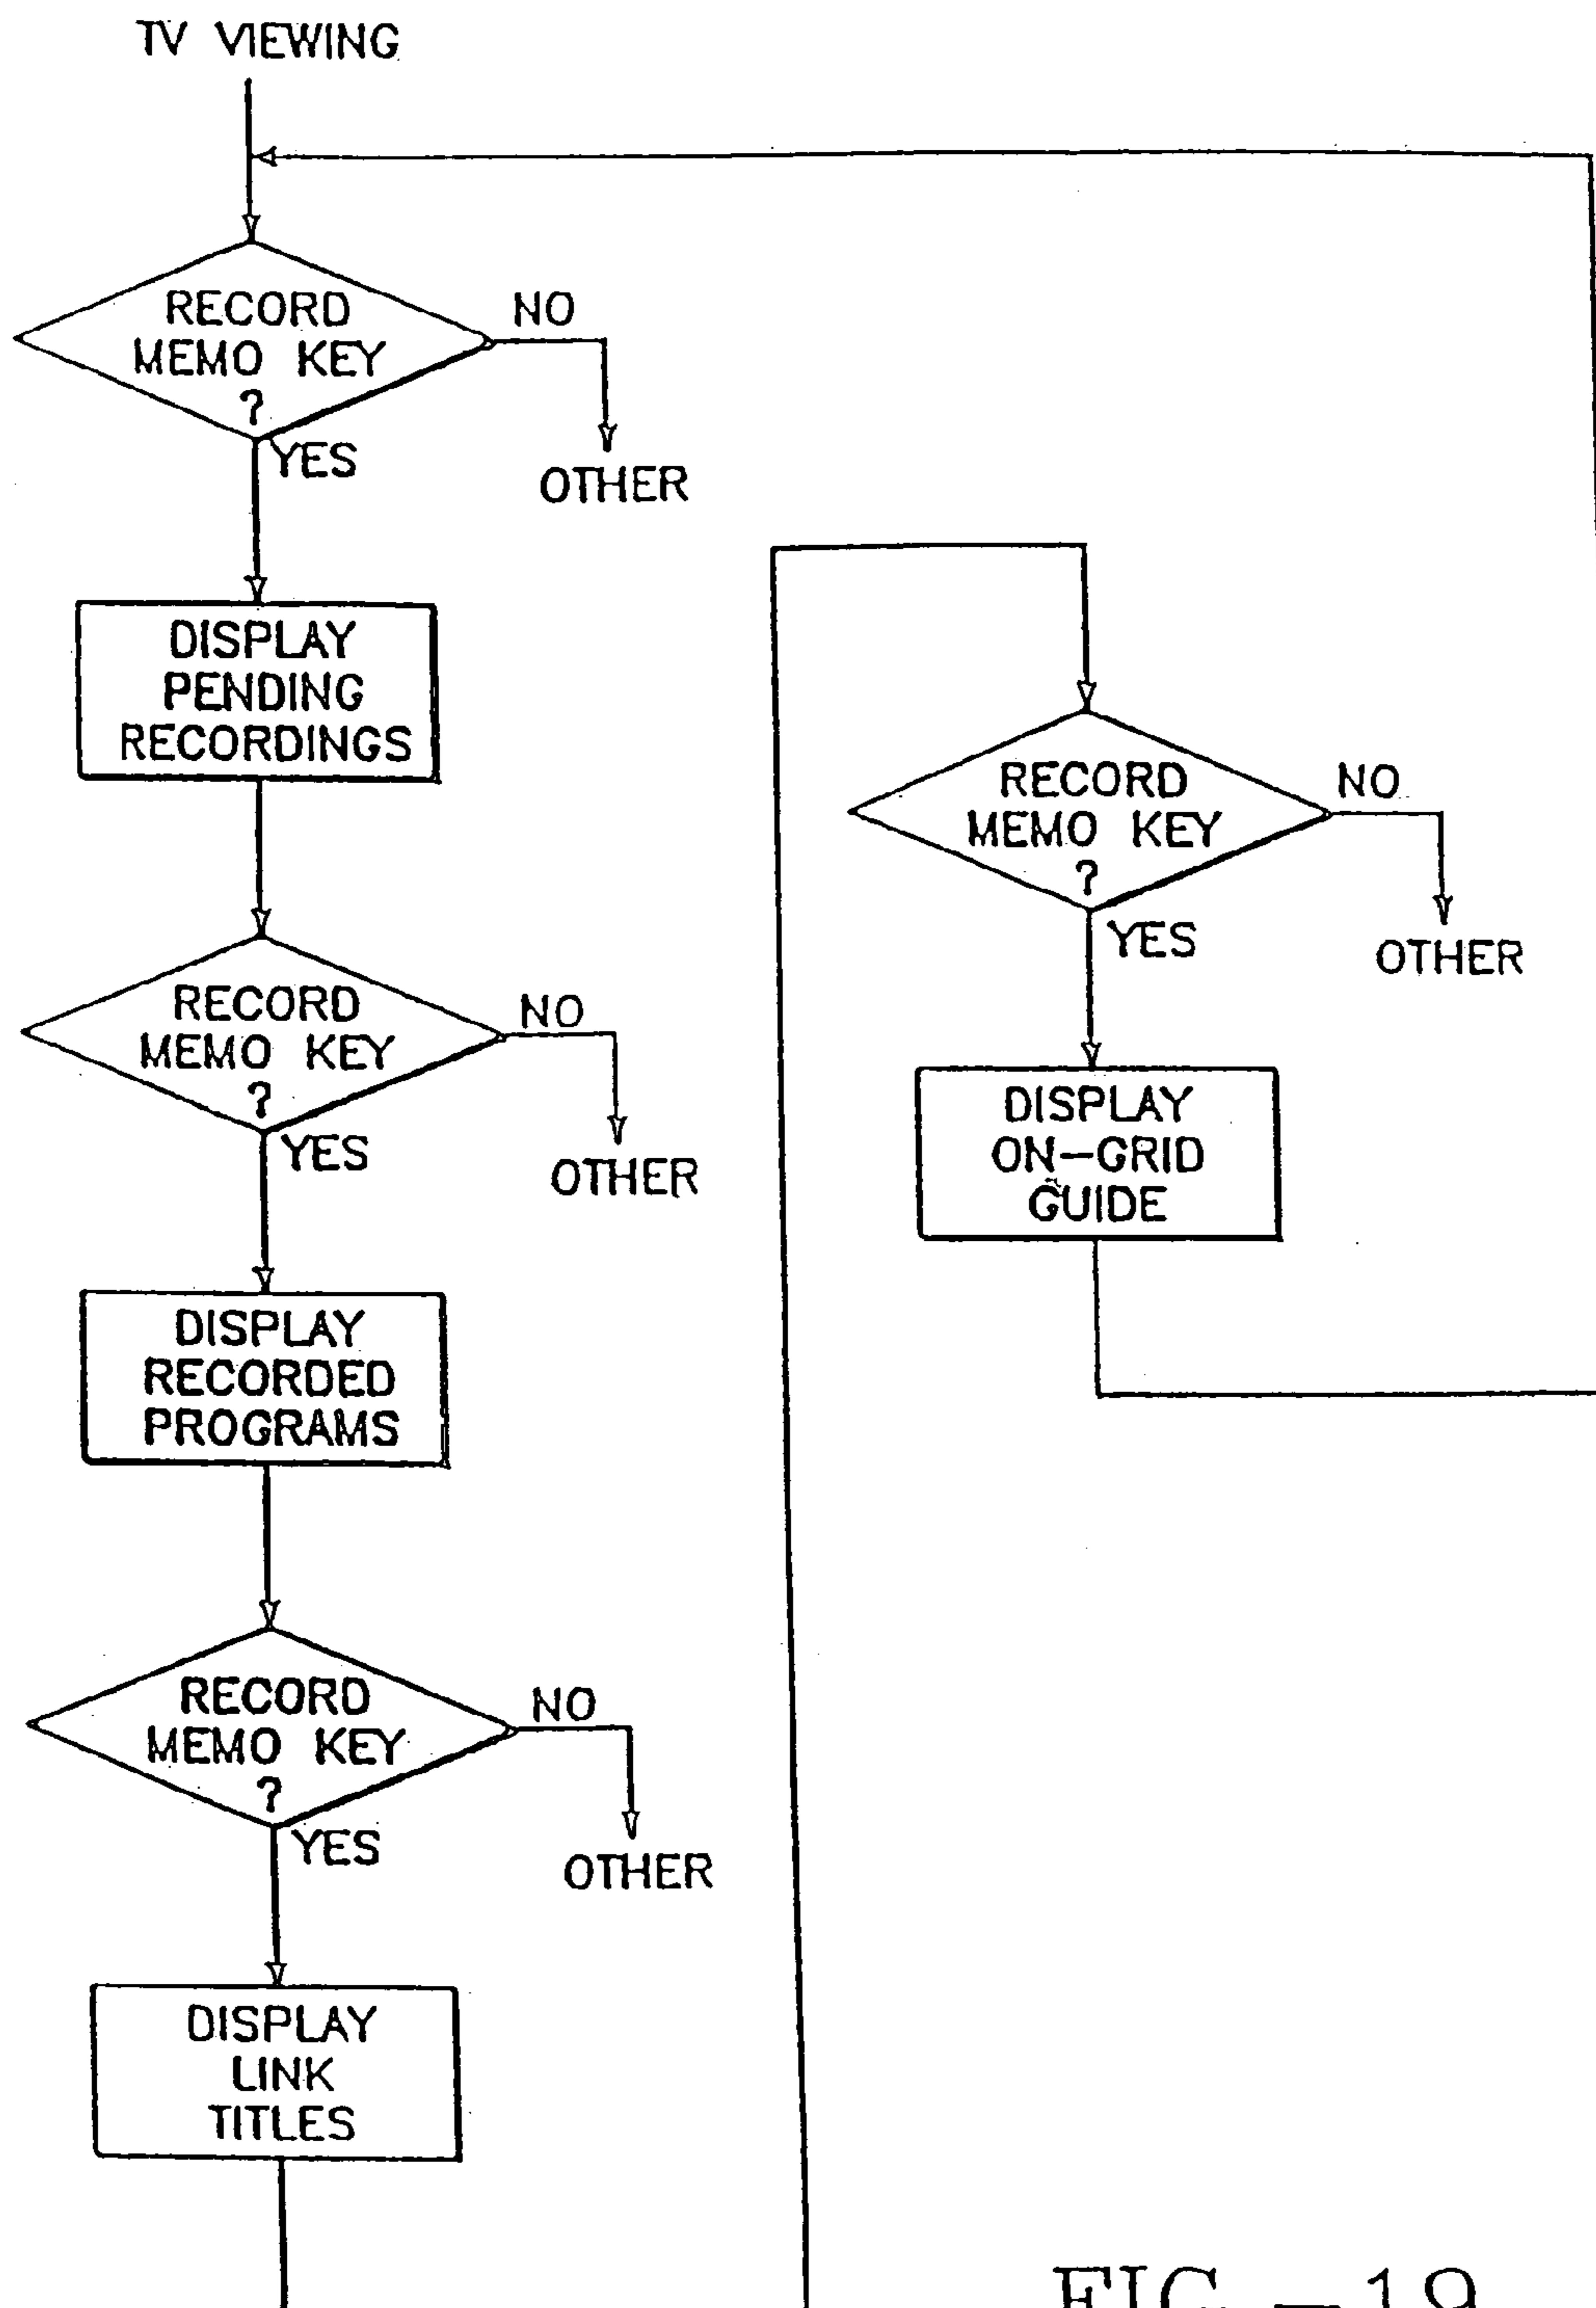 TV VIEWING
RECORD
MEMO KEY
?
NO
YES
OTHER
DISPLAY
PENDING
RECORDINGS
RECORD
MEMO KEY
?
NO
YES
OTHER
DISPLAY
RECORDED
PROGRAMS
RECORD
MEMO KEY
?
NO
YES
OTHER
DISPLAY
LINK
TITLES
RECORD
MEMO KEY
?
NO
YES
OTHER
DISPLAY
ON-GRID
GUIDE
FIG.-19